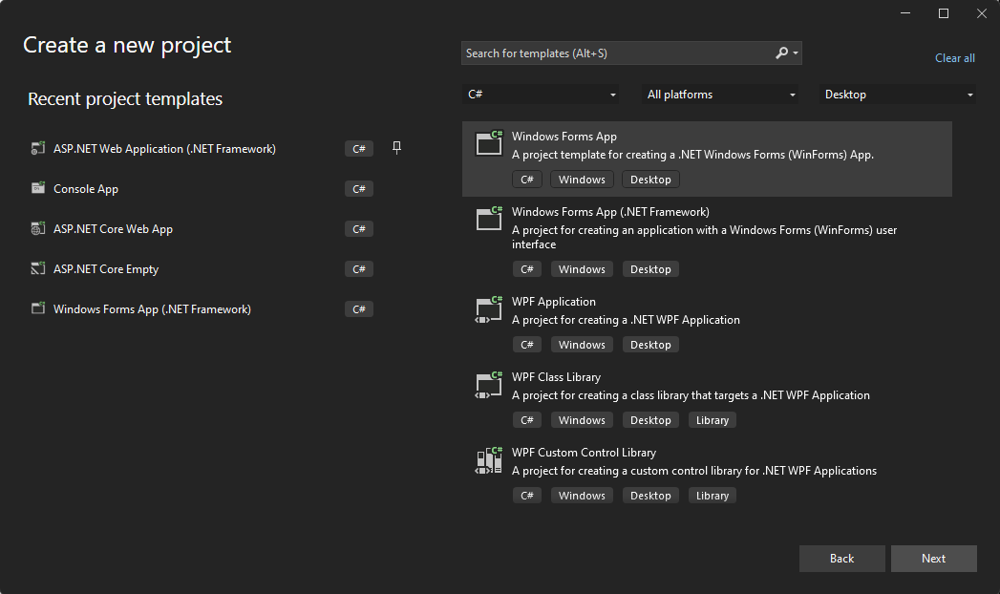 Create a new project
Search for templates (Alt+S)
Clear all
Recent project templates
C#
All platforms
Desktop
ASP.NET Web Application (.NET Framework)
C#
Console App
C#
ASP.NET Core Web App
C#
ASP.NET Core Empty
C#
Windows Forms App (.NET Framework)
C#
C#
Windows Forms App
A project template for creating a .NET Windows Forms (WinForms) App.
C# Windows Desktop
C#
Windows Forms App (.NET Framework)
A project for creating an application with a Windows Forms (WinForms) user
interface
C# Windows Desktop
C#
WPF Application
A project for creating a .NET WPF Application
C# Windows Desktop
C#
WPF Class Library
A project for creating a class library that targets a .NET WPF Application
C# Windows Desktop Library
C#
WPF Custom Control Library
A project for creating a custom control library for .NET WPF Applications
C# Windows Desktop Library
Back
Next